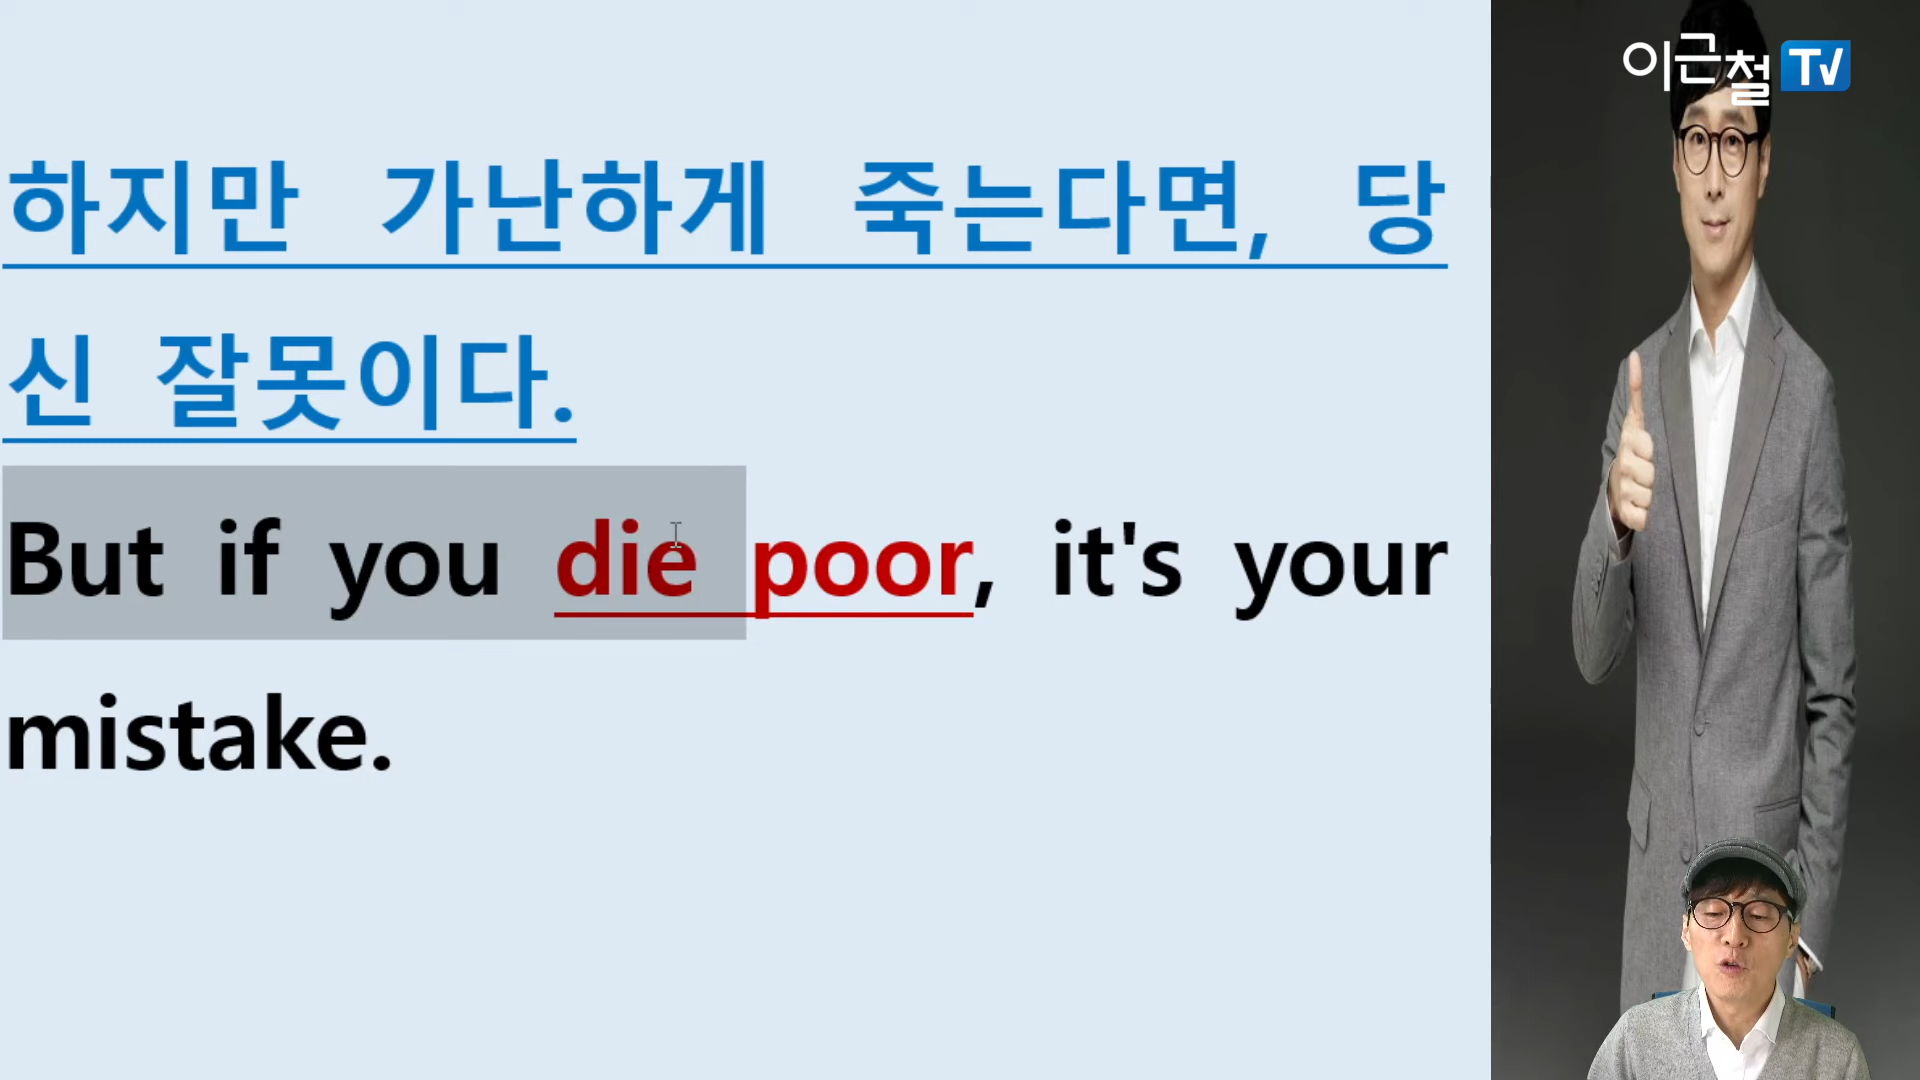 이근철 TV
하지만 가난하게 죽는다면, 당
신 잘못이다.
But if you die poor, it's your
mistake.